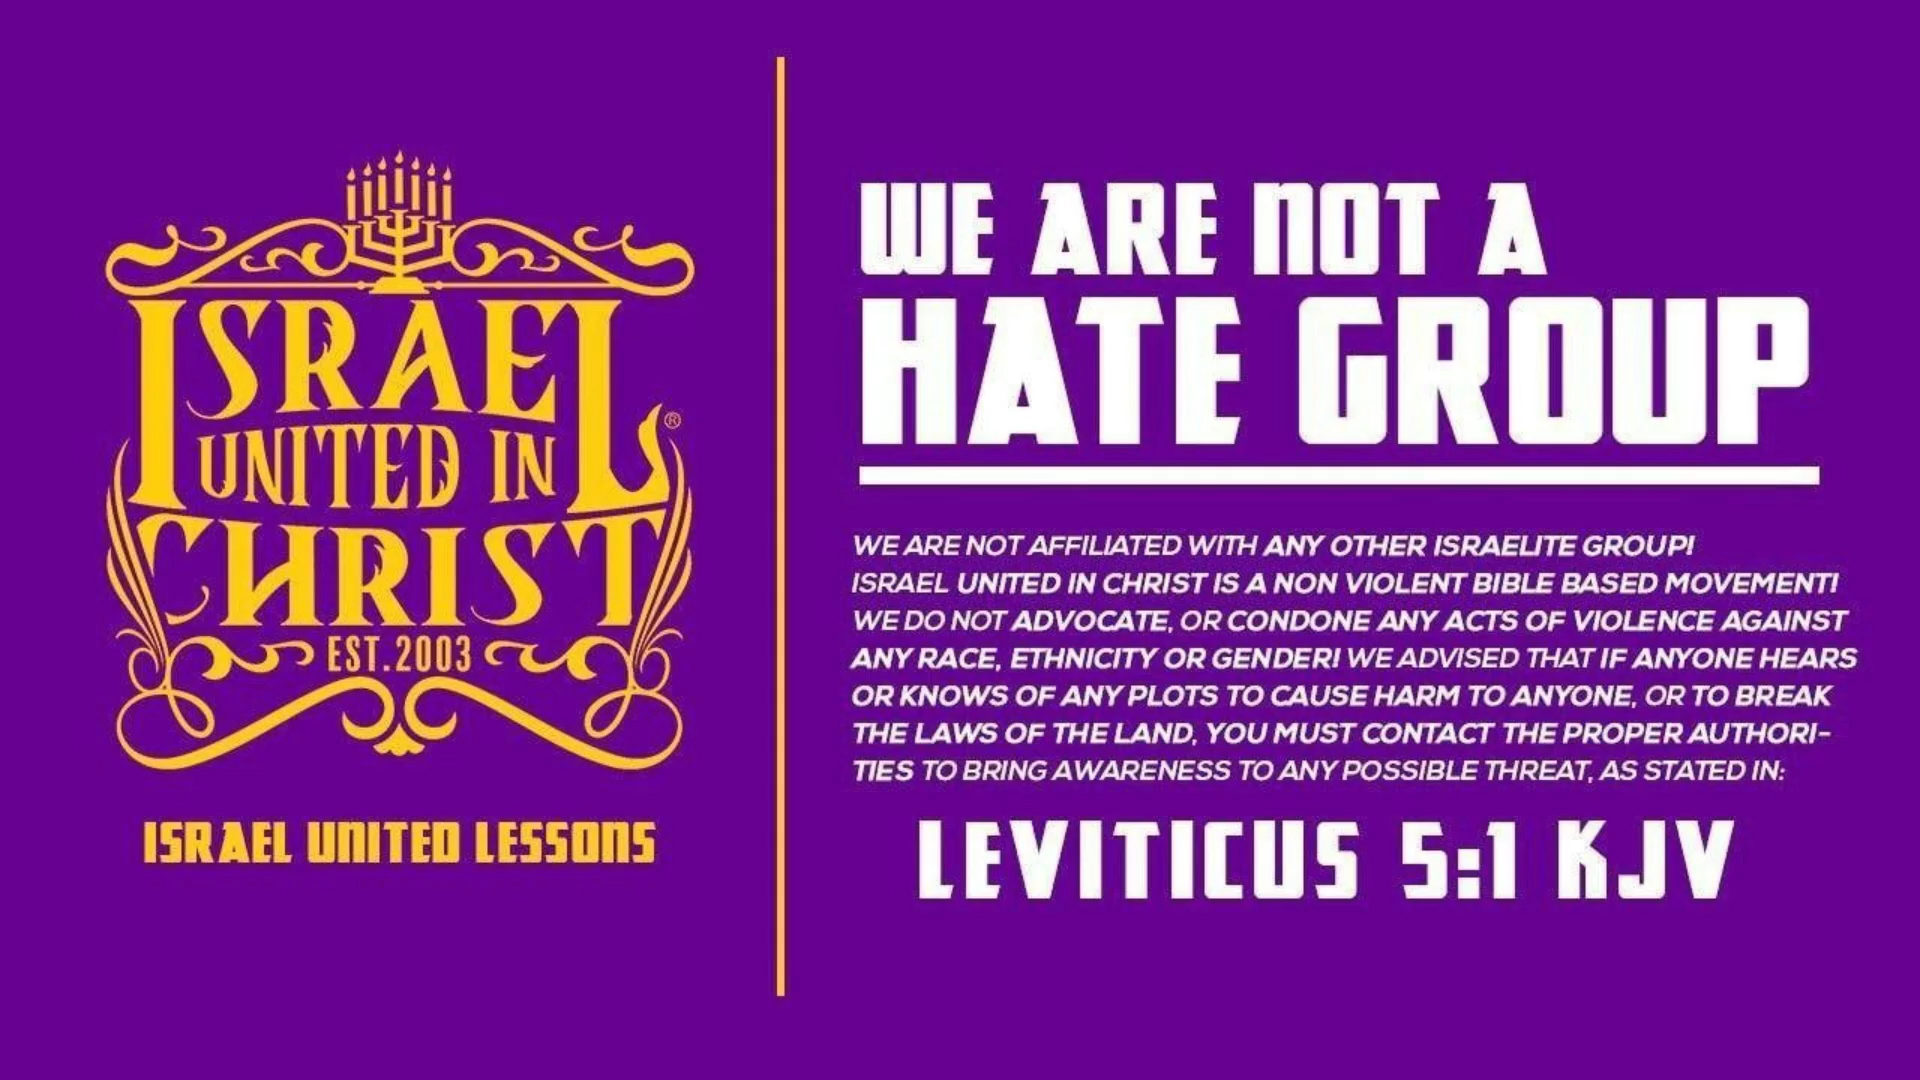 ISRAEL
UNITED IN
CHRIST
®
EST.2003
ISRAEL UNITED LESSONS
WE ARE NOT A
HATE GROUP
WE ARE NOT AFFILIATED WITH ANY OTHER ISRAELITE GROUP!
ISRAEL UNITED IN CHRIST IS A NON VIOLENT BIBLE BASED MOVEMENT!
WE DO NOT ADVOCATE, OR CONDONE ANY ACTS OF VIOLENCE AGAINST
ANY RACE, ETHNICITY OR GENDER! WE ADVISED THAT IF ANYONE HEARS
OR KNOWS OF ANY PLOTS TO CAUSE HARM TO ANYONE, OR TO BREAK
THE LAWS OF THE LAND, YOU MUST CONTACT THE PROPER AUTHORI-
TIES TO BRING AWARENESS TO ANY POSSIBLE THREAT, AS STATED IN:
LEVITICUS 5:1 KJV